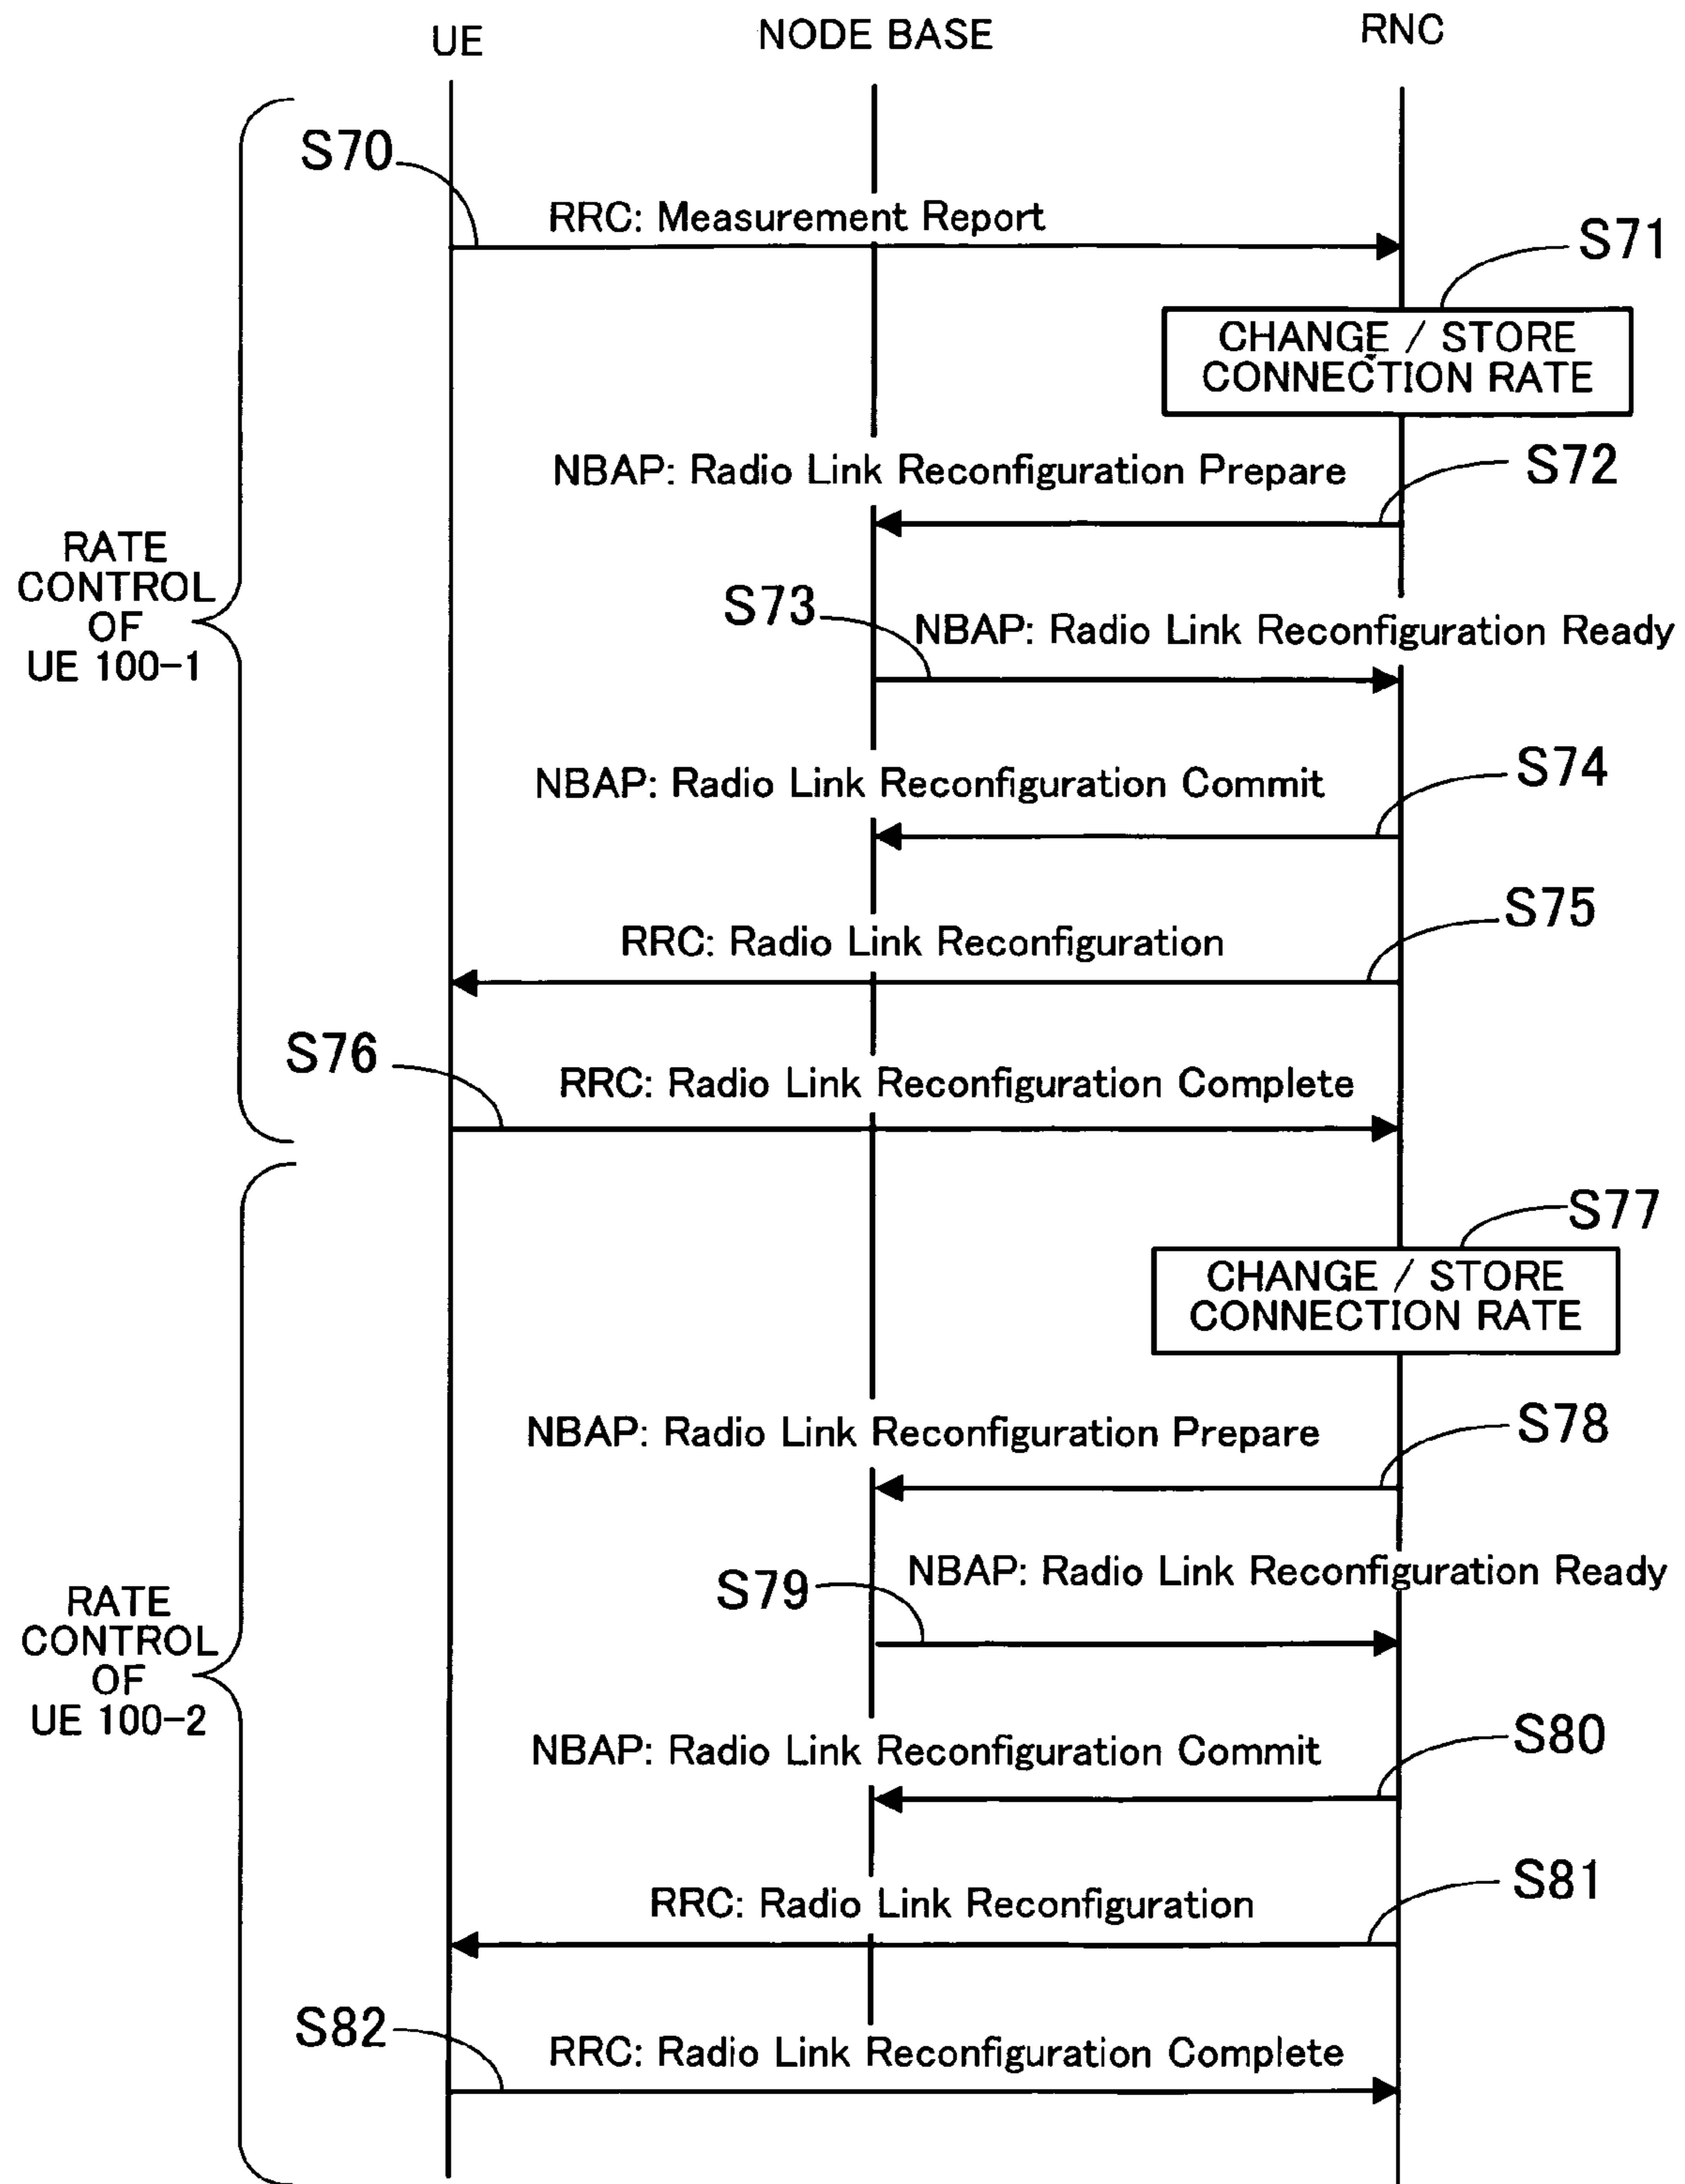 UE
NODE BASE
RNC
S70
RRC: Measurement Report
S71
CHANGE / STORE
CONNECTION RATE
NBAP: Radio Link Reconfiguration Prepare
S72
RATE
CONTROL
OF
UE 100-1
S73
NBAP: Radio Link Reconfiguration Ready
NBAP: Radio Link Reconfiguration Commit
S74
S75
RRC: Radio Link Reconfiguration
S76
RRC: Radio Link Reconfiguration Complete
S77
CHANGE / STORE
CONNECTION RATE
NBAP: Radio Link Reconfiguration Prepare
S78
NBAP: Radio Link Reconfiguration Ready
S79
RATE
CONTROL
OF
UE 100-2
NBAP: Radio Link Reconfiguration Commit
S80
S81
RRC: Radio Link Reconfiguration
S82
RRC: Radio Link Reconfiguration Complete